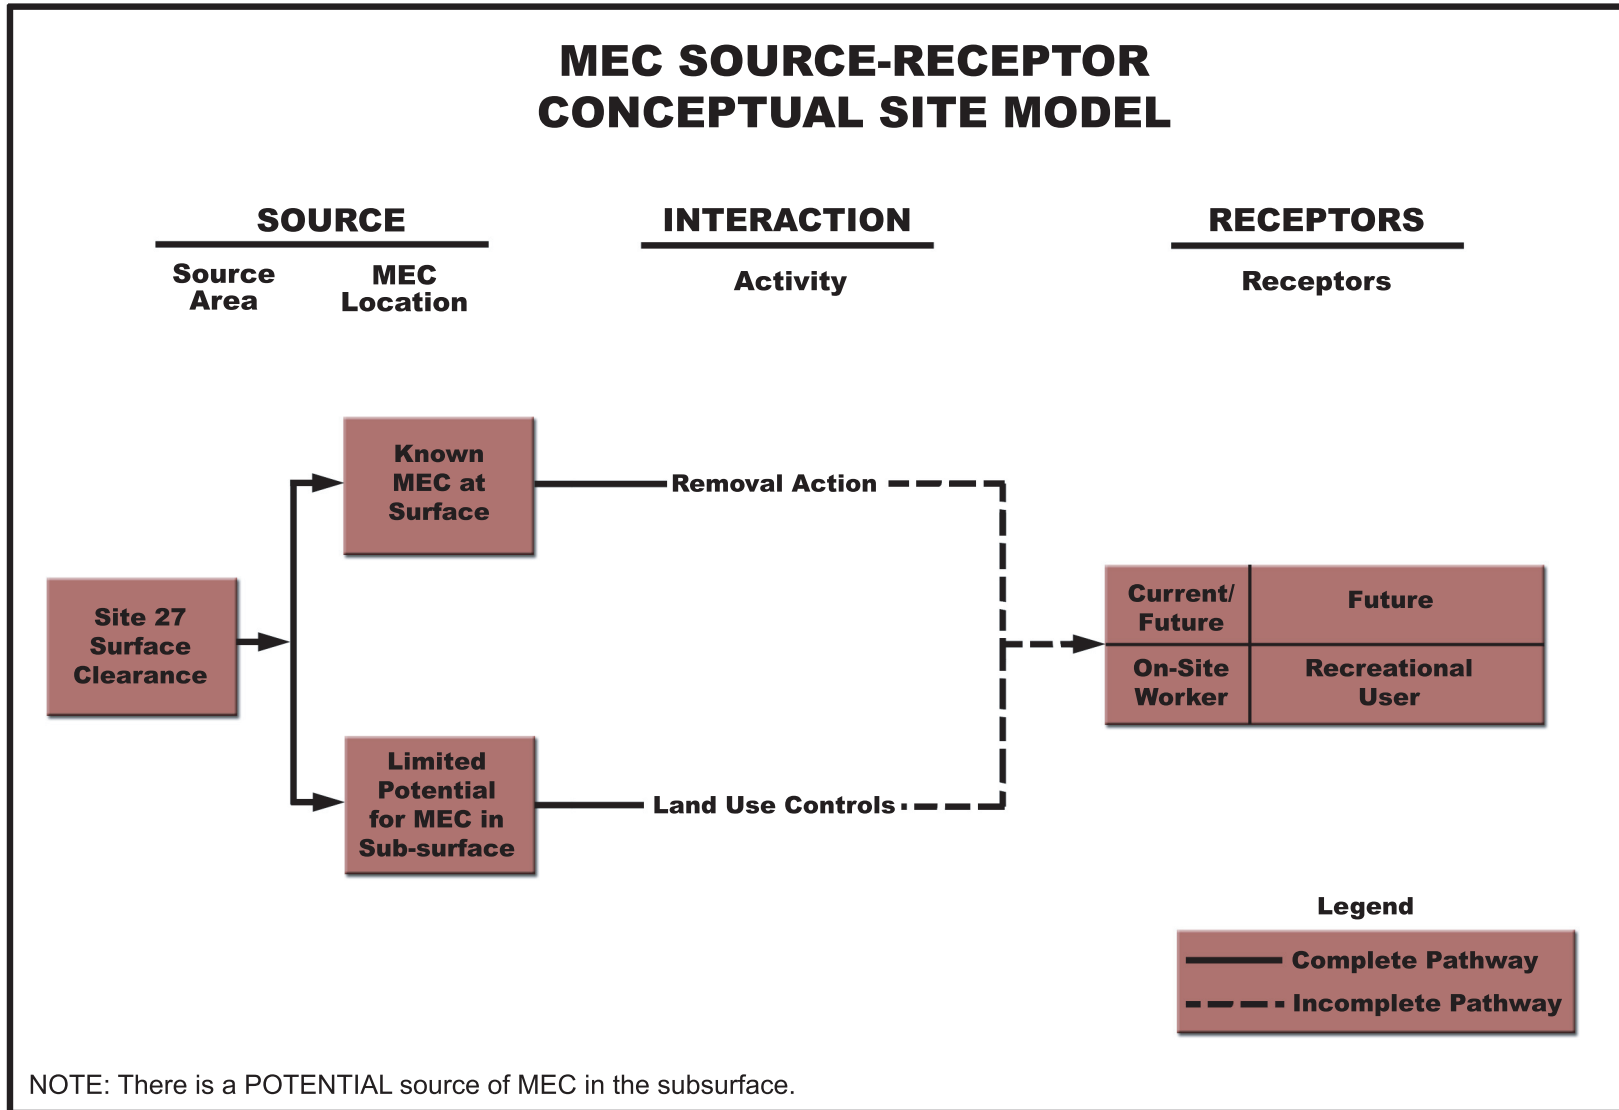 MEC SOURCE-RECEPTOR
CONCEPTUAL SITE MODEL
SOURCE
INTERACTION
RECEPTORS
Source
Area
MEC
Location
Activity
Receptors
Known
MEC at
Surface
Removal Action
Site 27
Surface
Clearance
Current/
Future
Future
On-Site
Worker
Recreational
User
Limited
Potential
for MEC in
Sub-surface
Land Use Controls
Legend
Complete Pathway
Incomplete Pathway
NOTE: There is a POTENTIAL source of MEC in the subsurface.